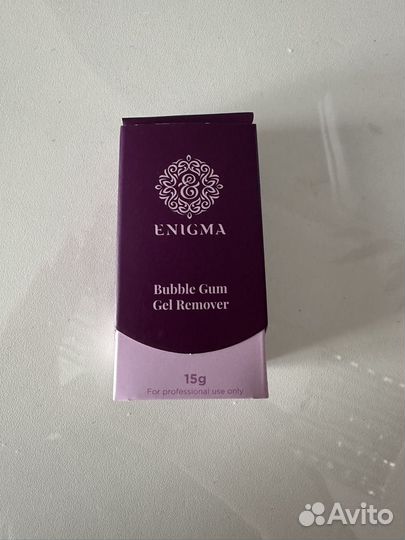 ENIGMA
Bubble Gum
Gel Remover
15g
For professional use only
Avito